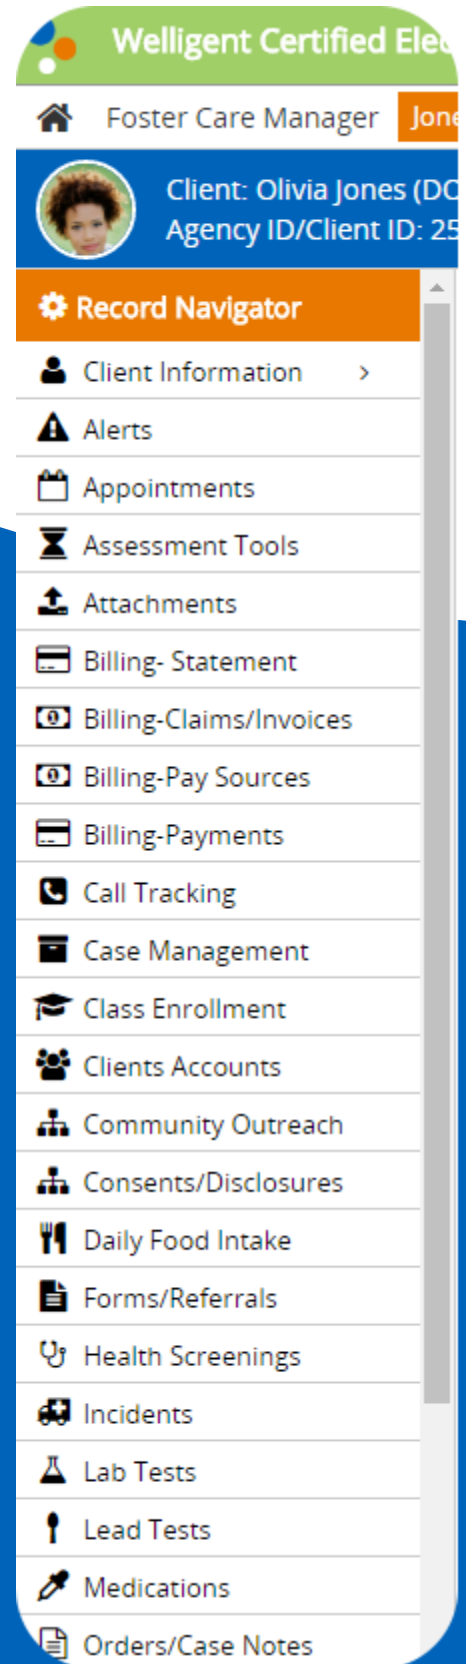 Welligent Certified
Foster Care Manager
Client: Olivia Jones
Agency ID/Client ID: 25
Record Navigator
Client Information >
Alerts
Appointments
Assessment Tools
Attachments
Billing- Statement
Billing-Claims/Invoices
Billing-Pay Sources
Billing-Payments
Call Tracking
Case Management
Class Enrollment
Clients Accounts
Community Outreach
Consents/Disclosures
Daily Food Intake
Forms/Referrals
Health Screenings
Incidents
Lab Tests
Lead Tests
Medications
Orders/Case Notes